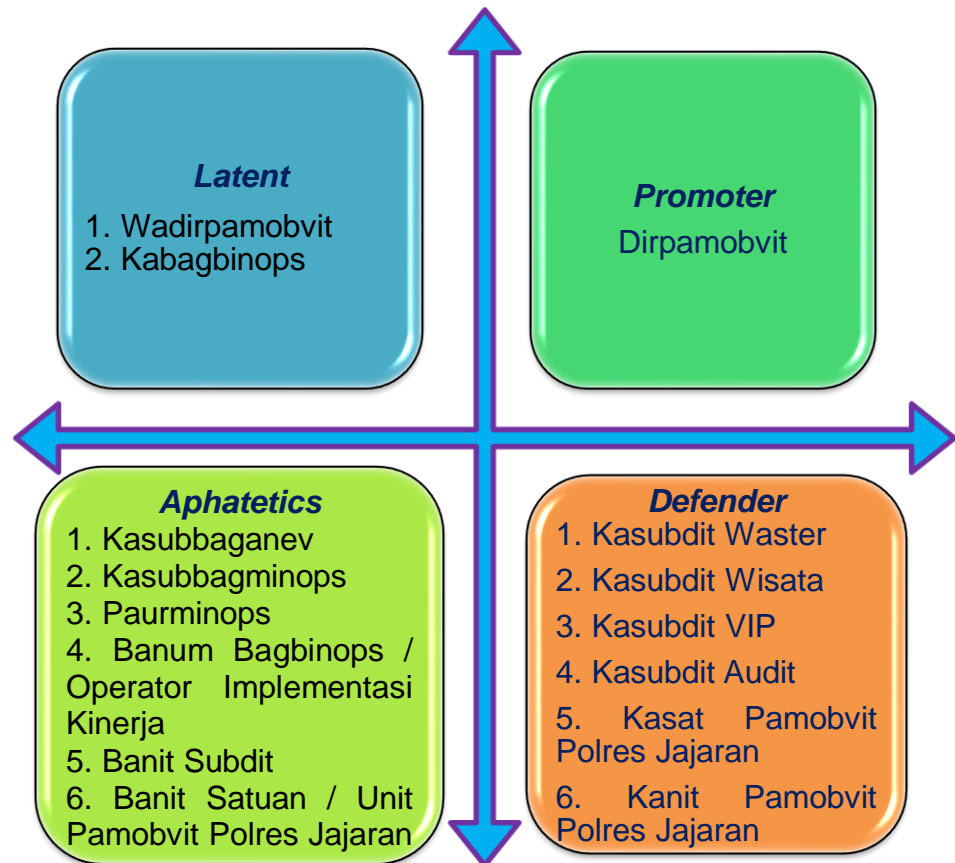 Latent
1. Wadirpamobvit
2. Kabagbinops
Promoter
Dirpamobvit
Aphatetics
1. Kasubbaganev
2. Kasubbagminops
3. Paurminops
4. Banum Bagbinops /
Operator Implementasi
Kinerja
5. Banit Subdit
6. Banit Satuan / Unit
Pamobvit Polres Jajaran
Defender
1. Kasubdit Waster
2. Kasubdit Wisata
3. Kasubdit VIP
4. Kasubdit Audit
5. Kasat Pamobvit
Polres Jajaran
6. Kanit Pamobvit
Polres Jajaran